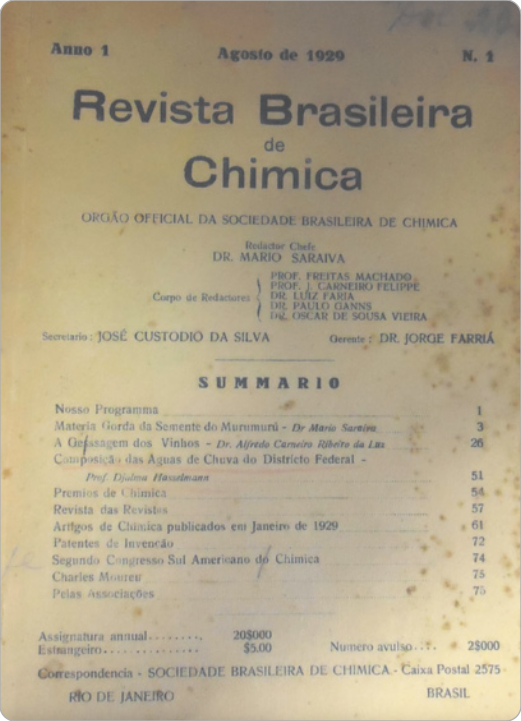 Anno 1 Agosto de 1929 N. 1
Revista Brasileira
de
Chimica
ORGÃO OFFICIAL DA SOCIEDADE BRASILEIRA DE CHIMICA
Redactor Chefe
DR. MARIO SARAIVA
Corpo de Redactores
PROF. FREITAS MACHADO
PROF. J. CARNEIRO FELIPPE
DR. LUIZ FARIA
DR. PAULO GANNS
DR. OSCAR DE SOUSA VIEIRA
Secretario: JOSÉ CUSTODIO DA SILVA Gerente: DR. JORGE FARRIÁ
SUMMARIO
Nosso Programma 1
Materia Gorda da Semente do Murumurú - Dr Mario Saraiva 3
A Gessagem dos Vinhos - Dr. Alfredo Carneiro Ribeiro da Luz 26
Composiçã das Aguas de Chuva do Districto Federal -
Prof. Djalma Hasselmann 51
Premios de Chimica 54
Revista das Revistes 57
Artigos de Chimica publicados em Janeiro de 1929 61
Patentes de Invencão 72
Segundo Congresso Sul Americano de Chimica 74
Charles Moureu 75
Pelas Associações 75
Assignatura annual........, 20$000
Estrangeiro............... $5.00 Numero avulso.... 2$000
Correspondencia - SOCIEDADE BRASILEIRA DE CHIMICA - Caixa Postal 2575
RIO DE JANEIRO BRASIL